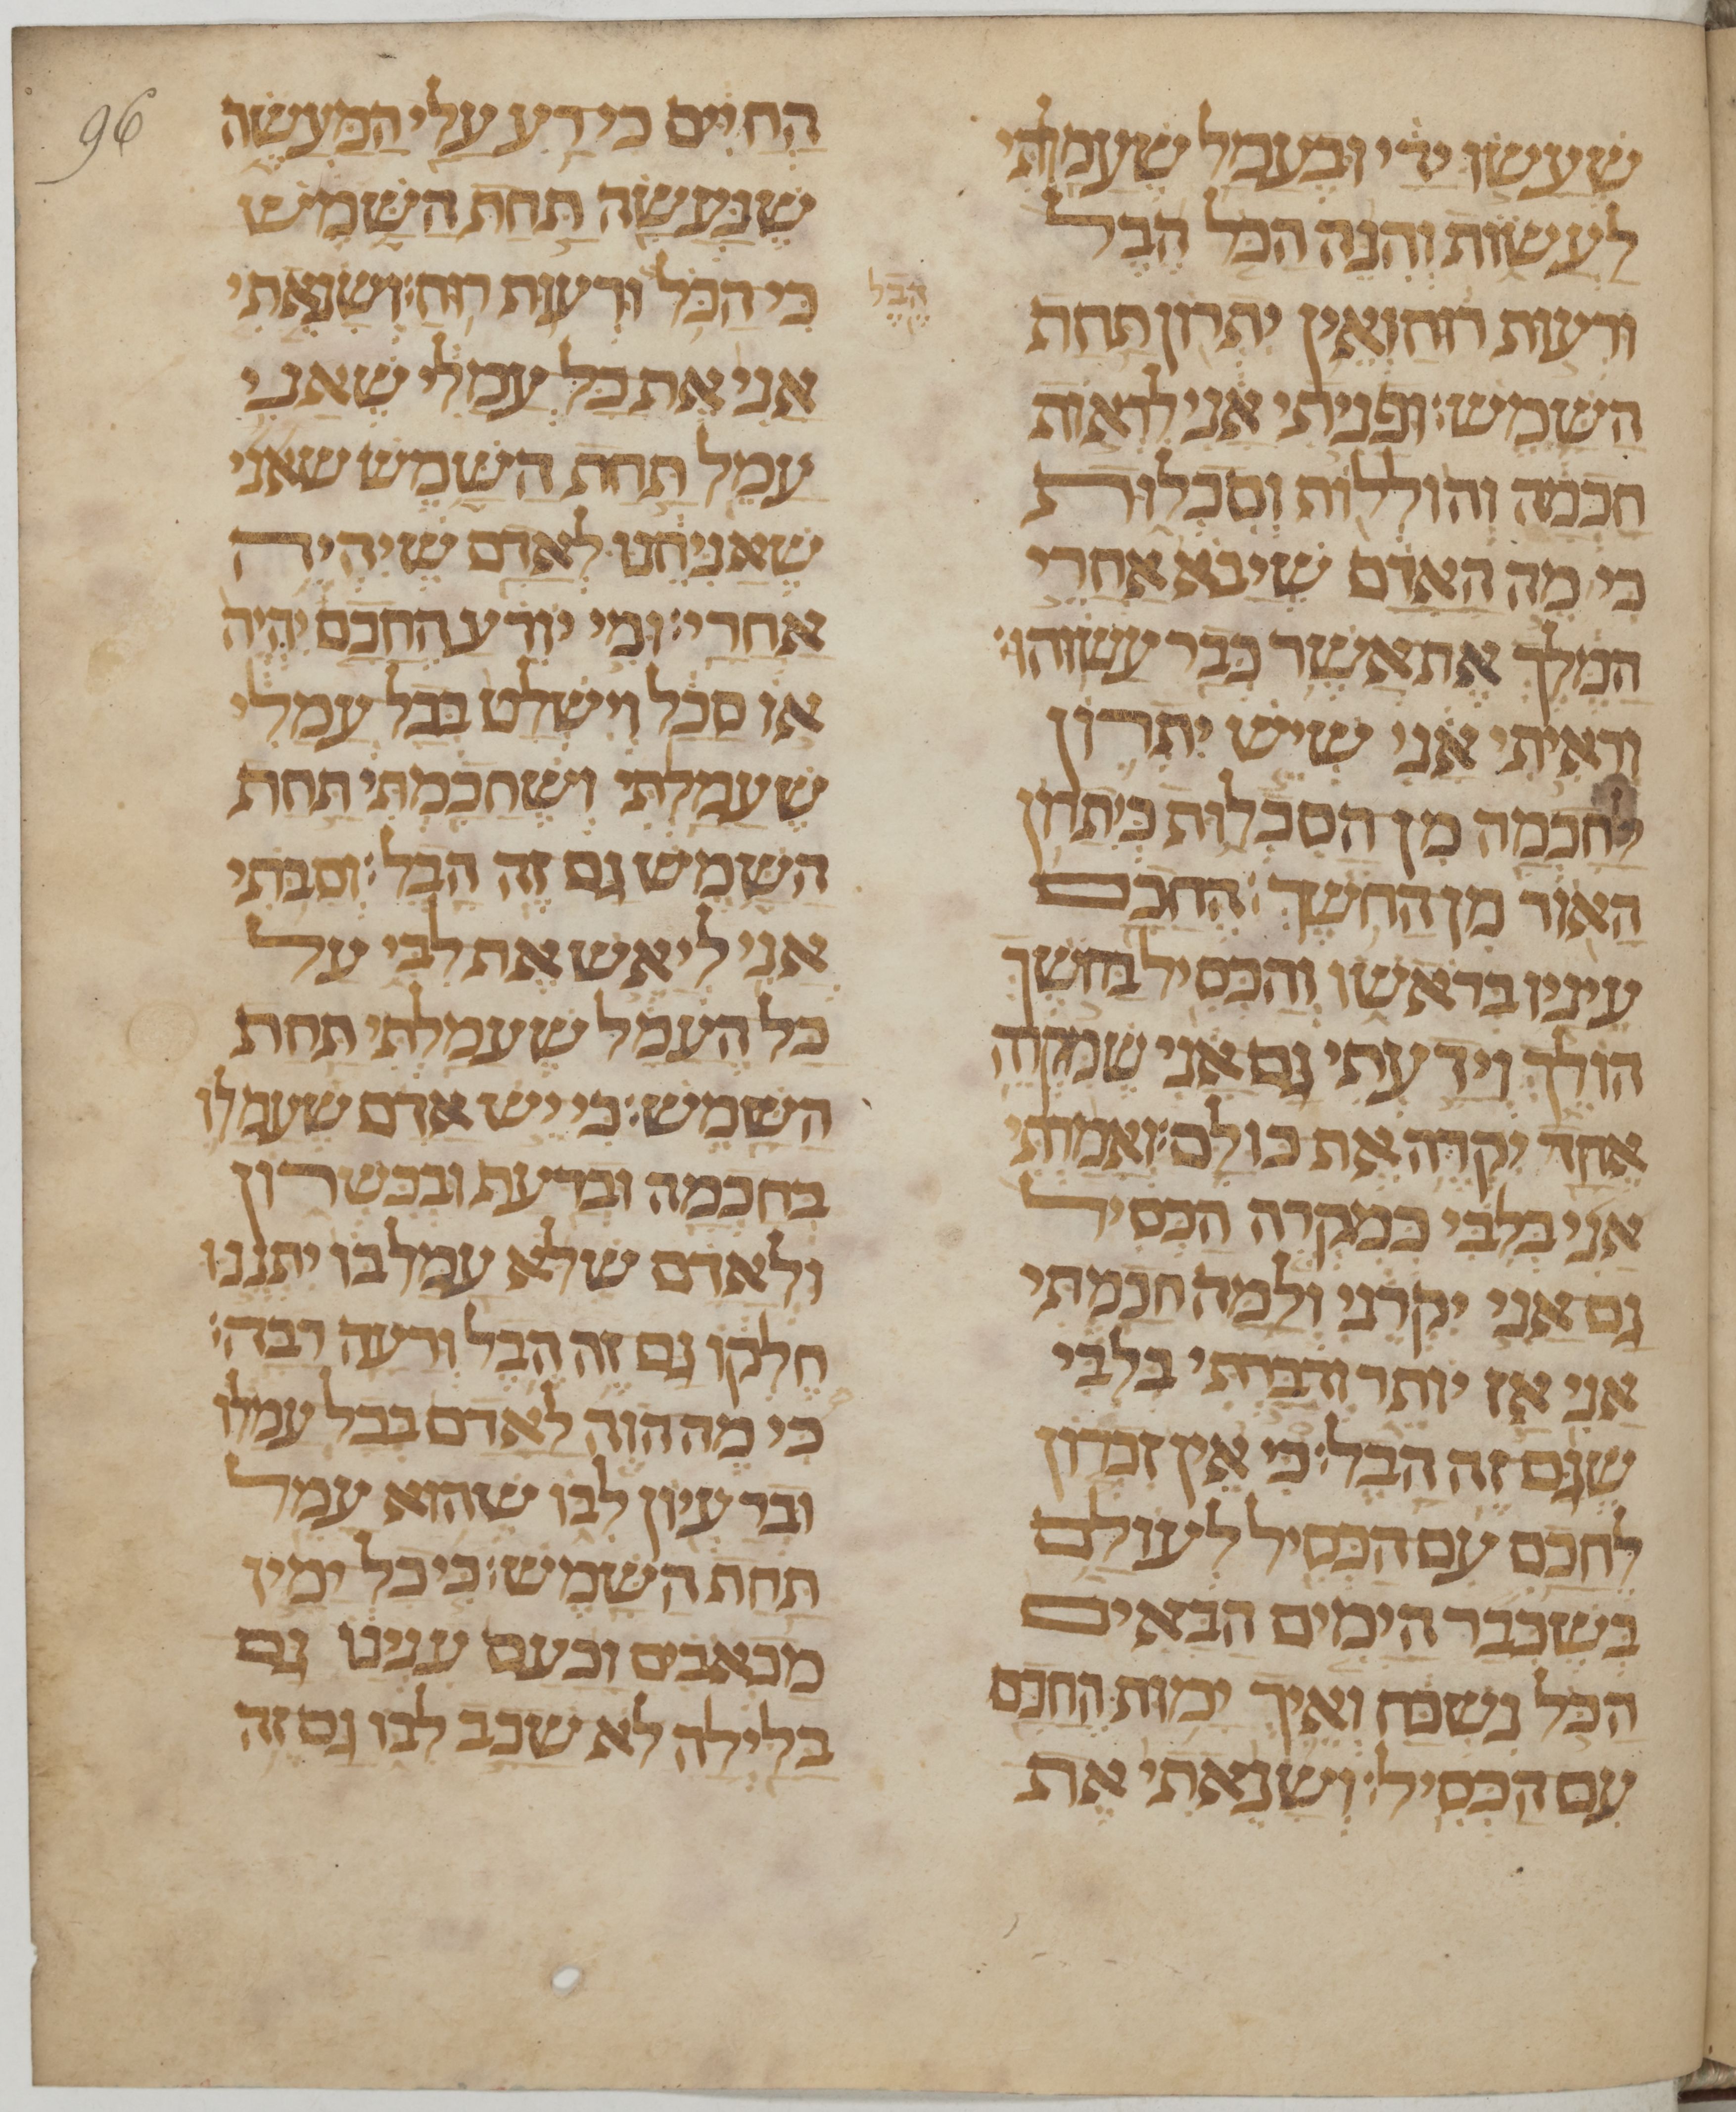 שעשו ידי ובעמל שעמלתי
לעשות והנה הכל הבל
ורעות רוח ואין יתרון תחת
השמש׃ ופניתי אני לראות
חכמה והוללות וסכלות
כי מה האדם שיבא אחרי
המלך את אשר כבר עשוהו׃
וראיתי אני שיש יתרון
לחכמה מן הסכלות כיתרון
האור מן החשך׃ החכם
עיניו בראשו והכסיל בחשך
הולך וידעתי גם אני שמקרה
אחד יקרה את כולם׃ ואמרתי
אני בלבי כמקרה הכסיל
גם אני יקרני ולמה חכמתי
אני אז יותר ודברתי בלבי
שגם זה הבל׃ כי אין זכרון
לחכם עם הכסיל לעולם
בשכבר הימים הבאים
הכל נשכח ואיך ימות החכם
עם הכסיל׃ ושנאתי את
96
החיים כי רע עלי המעשה
שנעשה תחת השמש
כי הכל ורעות רוח׃ ושנאתי
הבל
אני את כל עמלי שאני
עמל תחת השמש שאני
שאניחנו לאדם שיהיה
אחרי׃ ומי יודע החכם יהיה
או סכל וישלט בכל עמלי
שעמלתי ושחכמתי תחת
השמש גם זה הבל׃ וסבתי
אני ליאש את לבי על
כל העמל שעמלתי תחת
השמש׃ כי יש אדם שעמלו
בחכמה ובדעת ובכשרון
ולאדם שלא עמל בו יתננו
חלקו גם זה הבל ורעה רבה׃
כי מה הוה לאדם בכל עמלו
וברעיון לבו שהוא עמל
תחת השמש׃ כי כל ימיו
מכאבים וכעס ענינו גם
בלילה לא שכב לבו גם זה